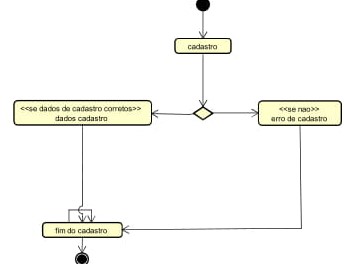 cadastro
<<se dados de cadastro corretos>>
dados cadastro
<<se nao>>
erro de cadastro
fim do cadastro